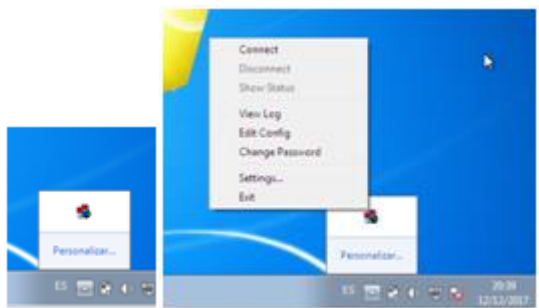 Personalizar...
ES
Connect
Disconnect
Show Status
View Log
Edit Config
Change Password
Settings...
Exit
Personalizar...
ES
20:39
12/12/2017